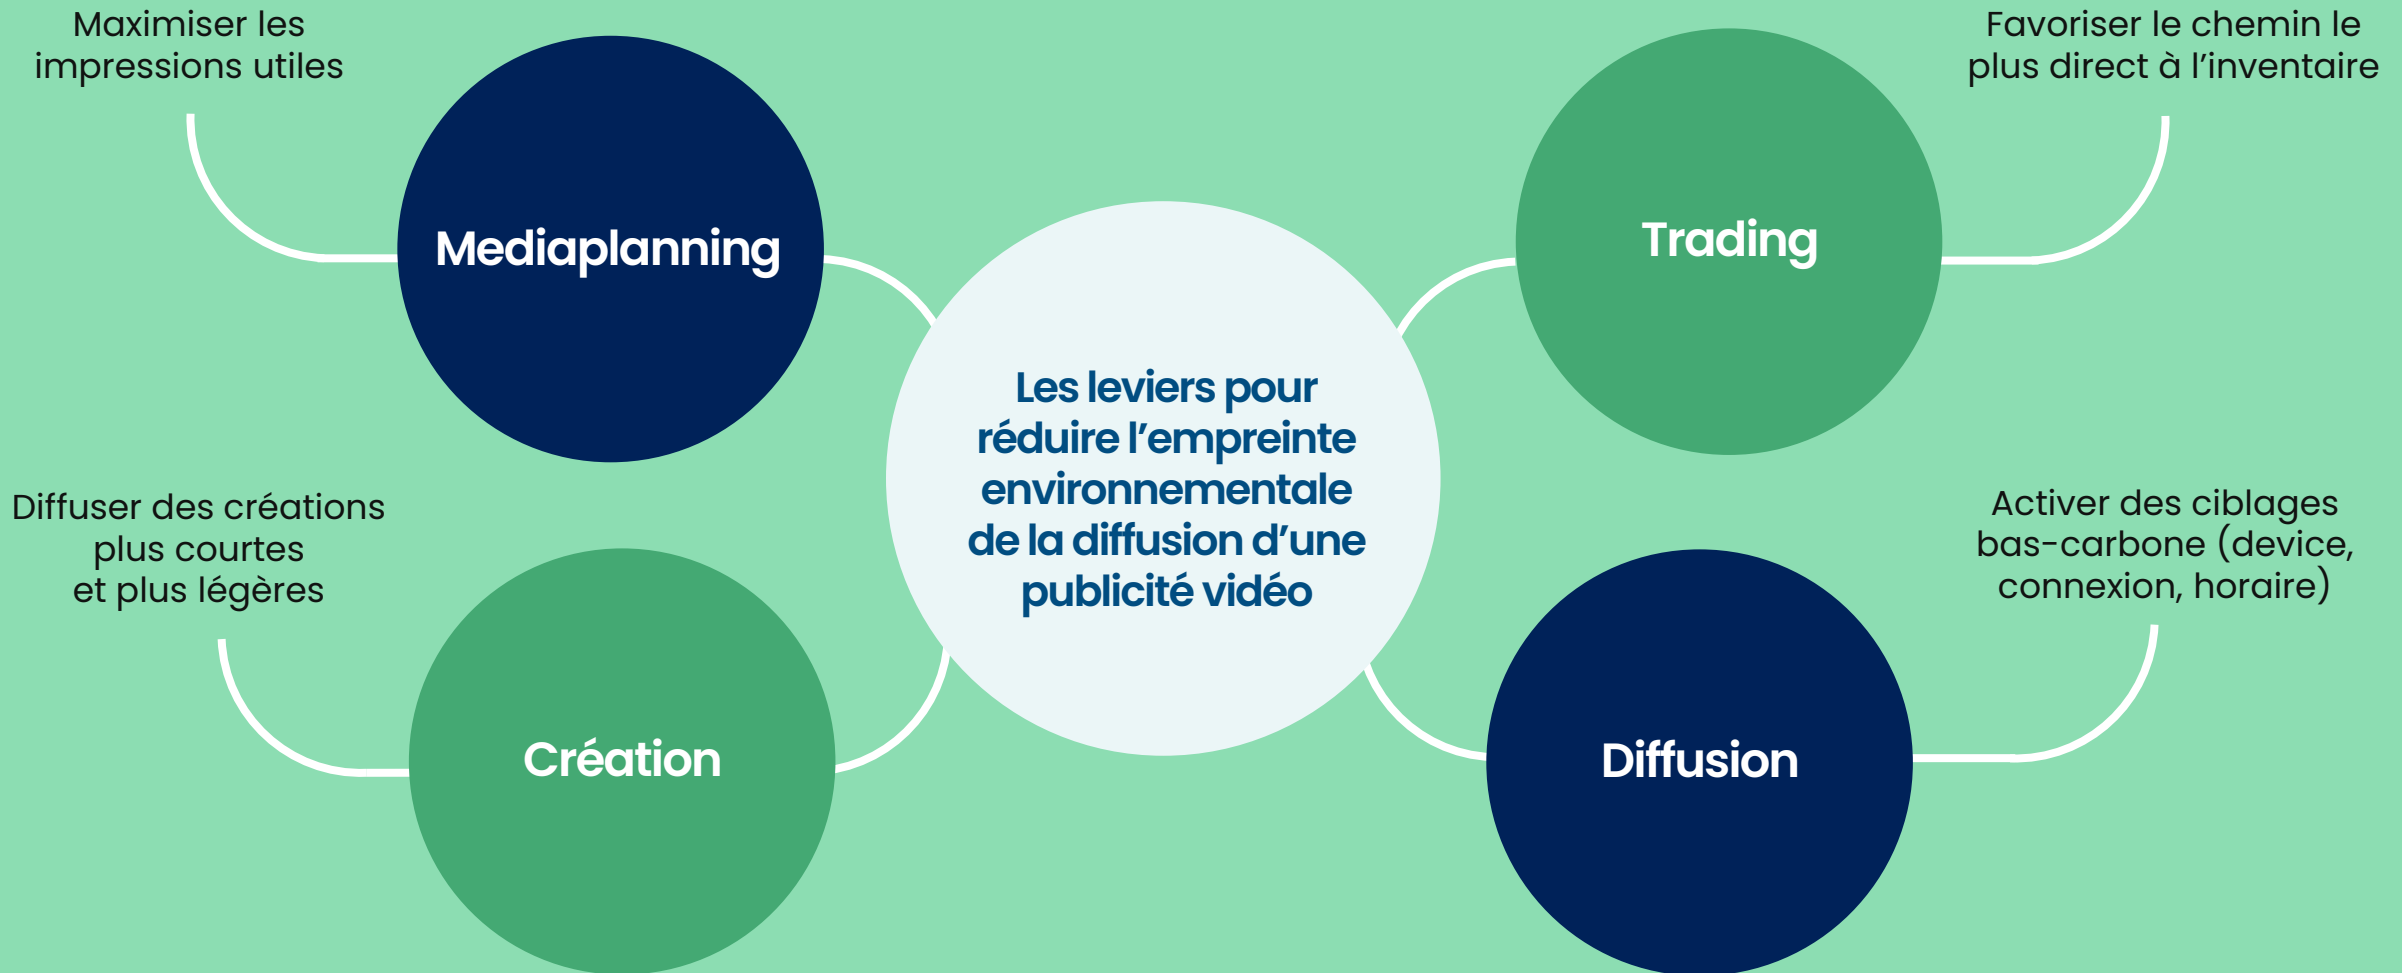 Maximiser les
impressions utiles
Mediaplanning
Favoriser le chemin le
plus direct à l’inventaire
Trading
Les leviers pour
réduire l’empreinte
environnementale
de la diffusion d’une
publicité vidéo
Diffuser des créations
plus courtes
et plus légères
Création
Activer des ciblages
bas-carbone (device,
connexion, horaire)
Diffusion